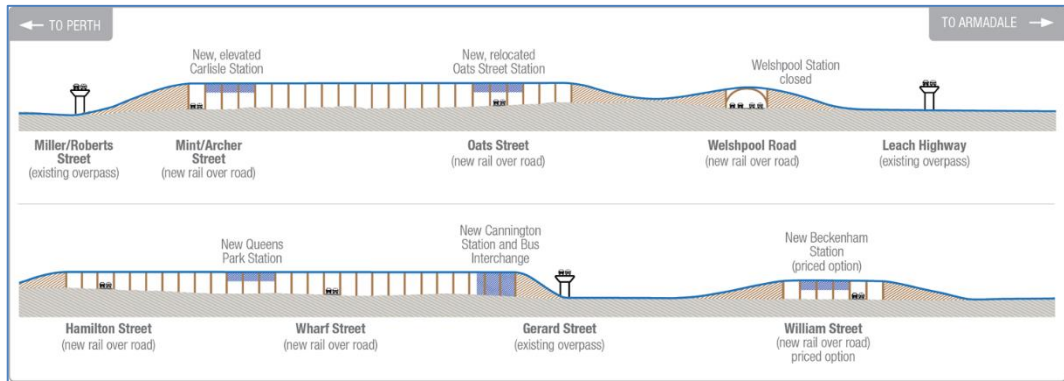 TO PERTH
TO ARMADALE
New, elevated
Carlisle Station
New, relocated
Oats Street Station
Welshpool Station
closed
Miller/Roberts
Street
(existing overpass)
Mint/Archer
Street
(new rail over road)
Oats Street
(new rail over road)
Welshpool Road
(new rail over road)
Leach Highway
(existing overpass)
New Queens
Park Station
New Cannington
Station and Bus
Interchange
New Beckenham
Station
(priced option)
Hamilton Street
(new rail over road)
Wharf Street
(new rail over road)
Gerard Street
(existing overpass)
William Street
(new rail over road)
priced option